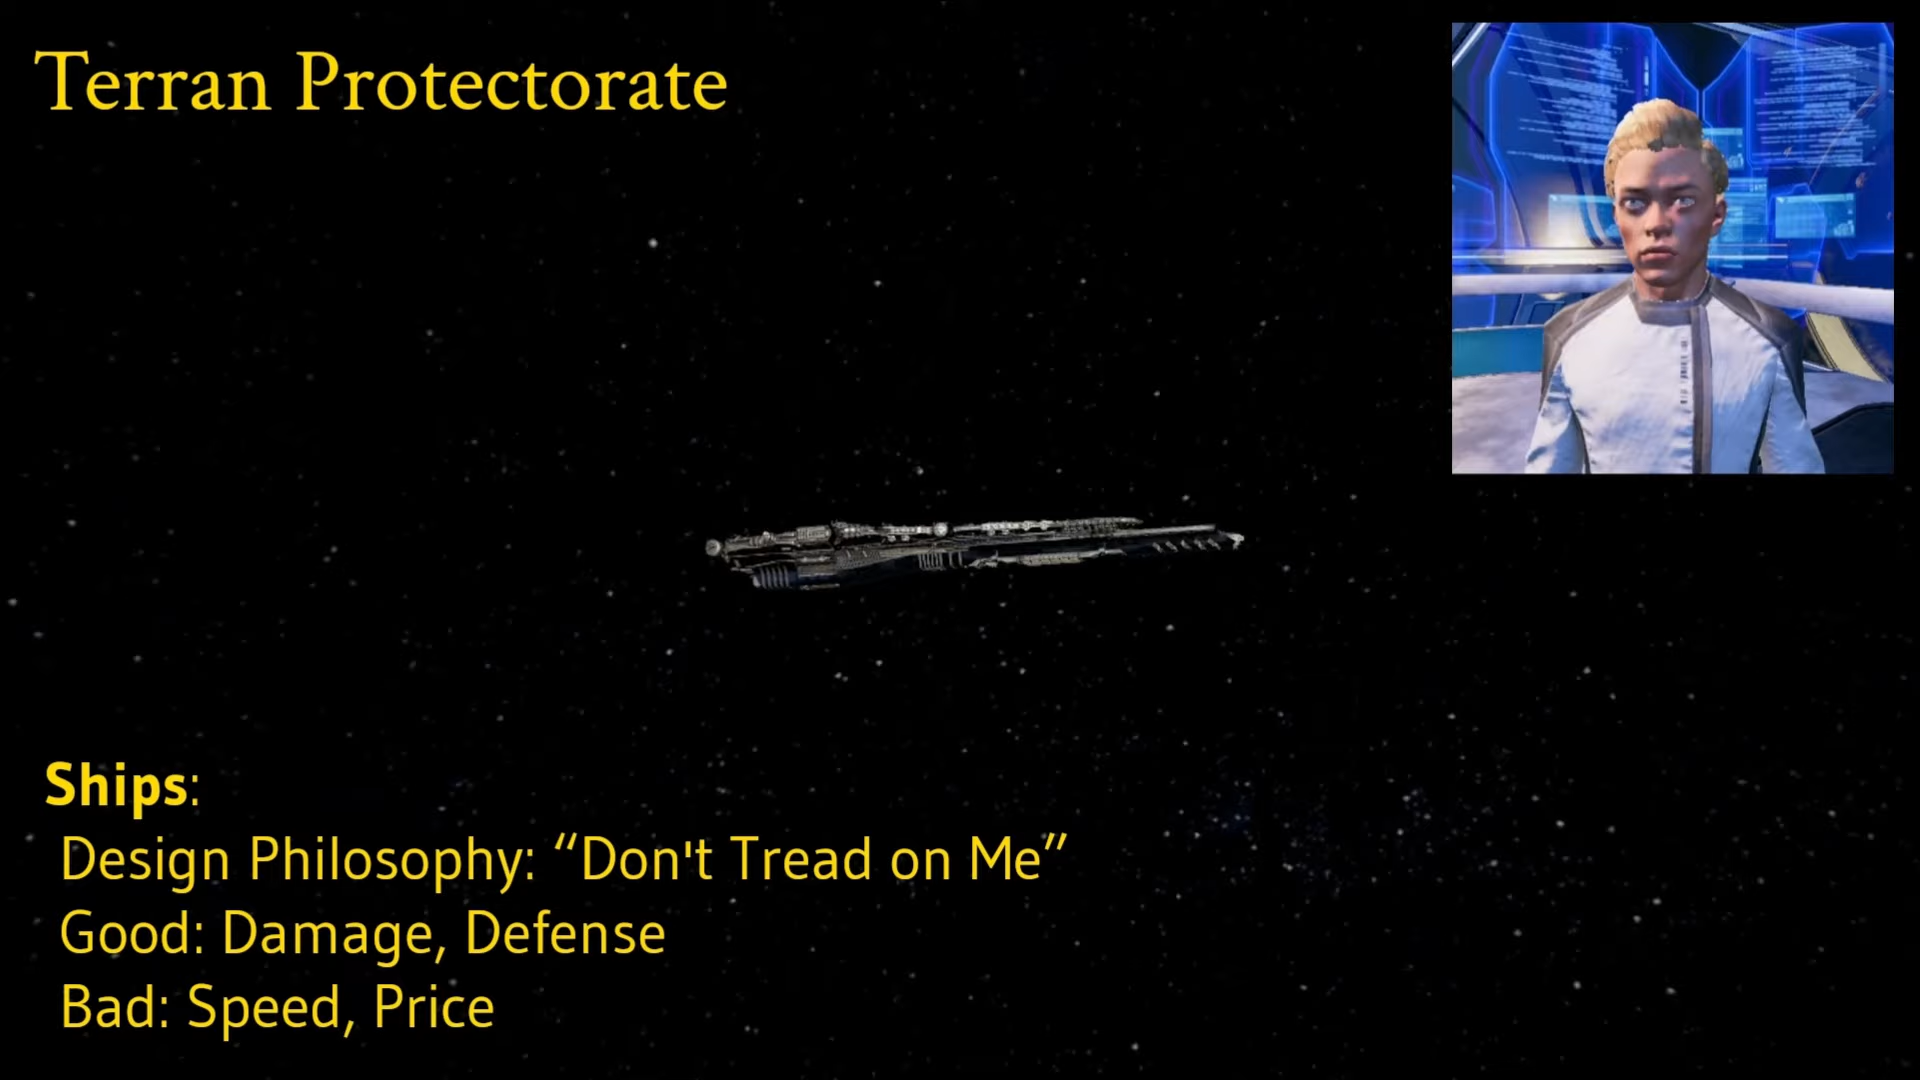 Terran Protectorate
Ships:
Design Philosophy: “Don't Tread on Me”
Good: Damage, Defense
Bad: Speed, Price